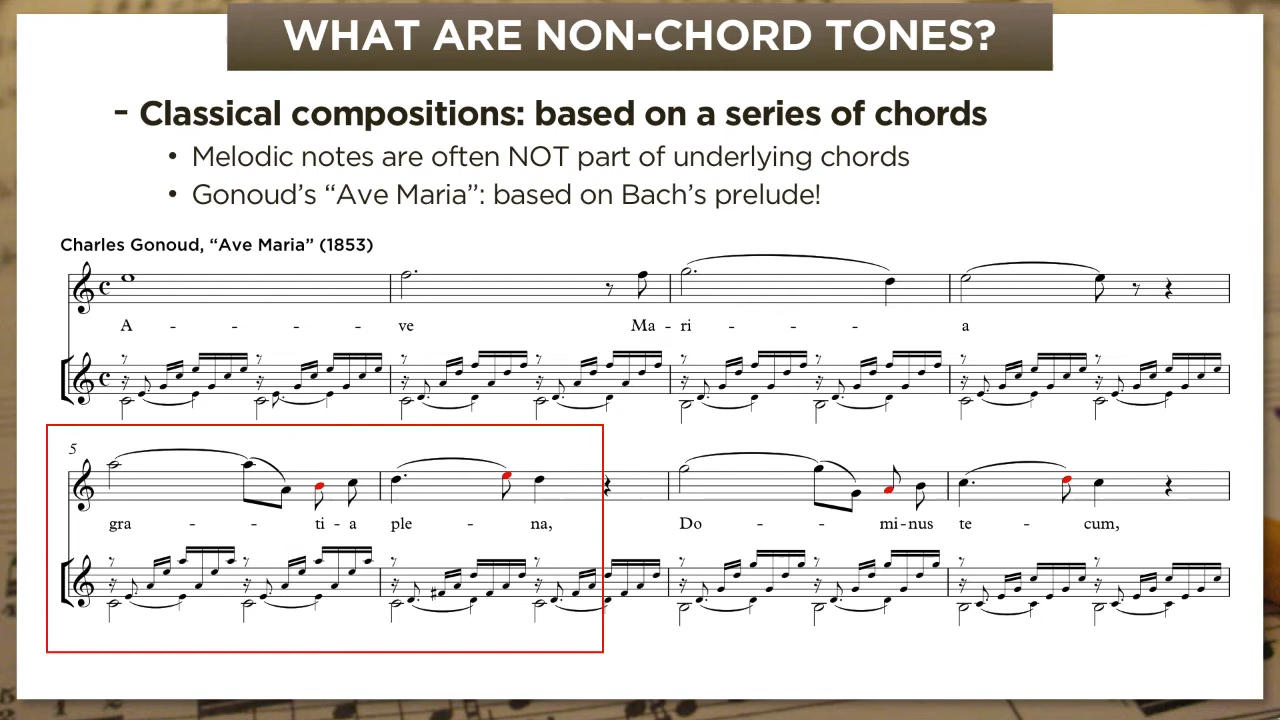 WHAT ARE NON-CHORD TONES?
- Classical compositions: based on a series of chords
• Melodic notes are often NOT part of underlying chords
• Gonoud’s “Ave Maria”: based on Bach’s prelude!
Charles Gonoud, “Ave Maria” (1853)
A - - - - ve Ma - ri - - - a
5
gra - - ti - a ple - na, Do - - mi - nus te - cum,